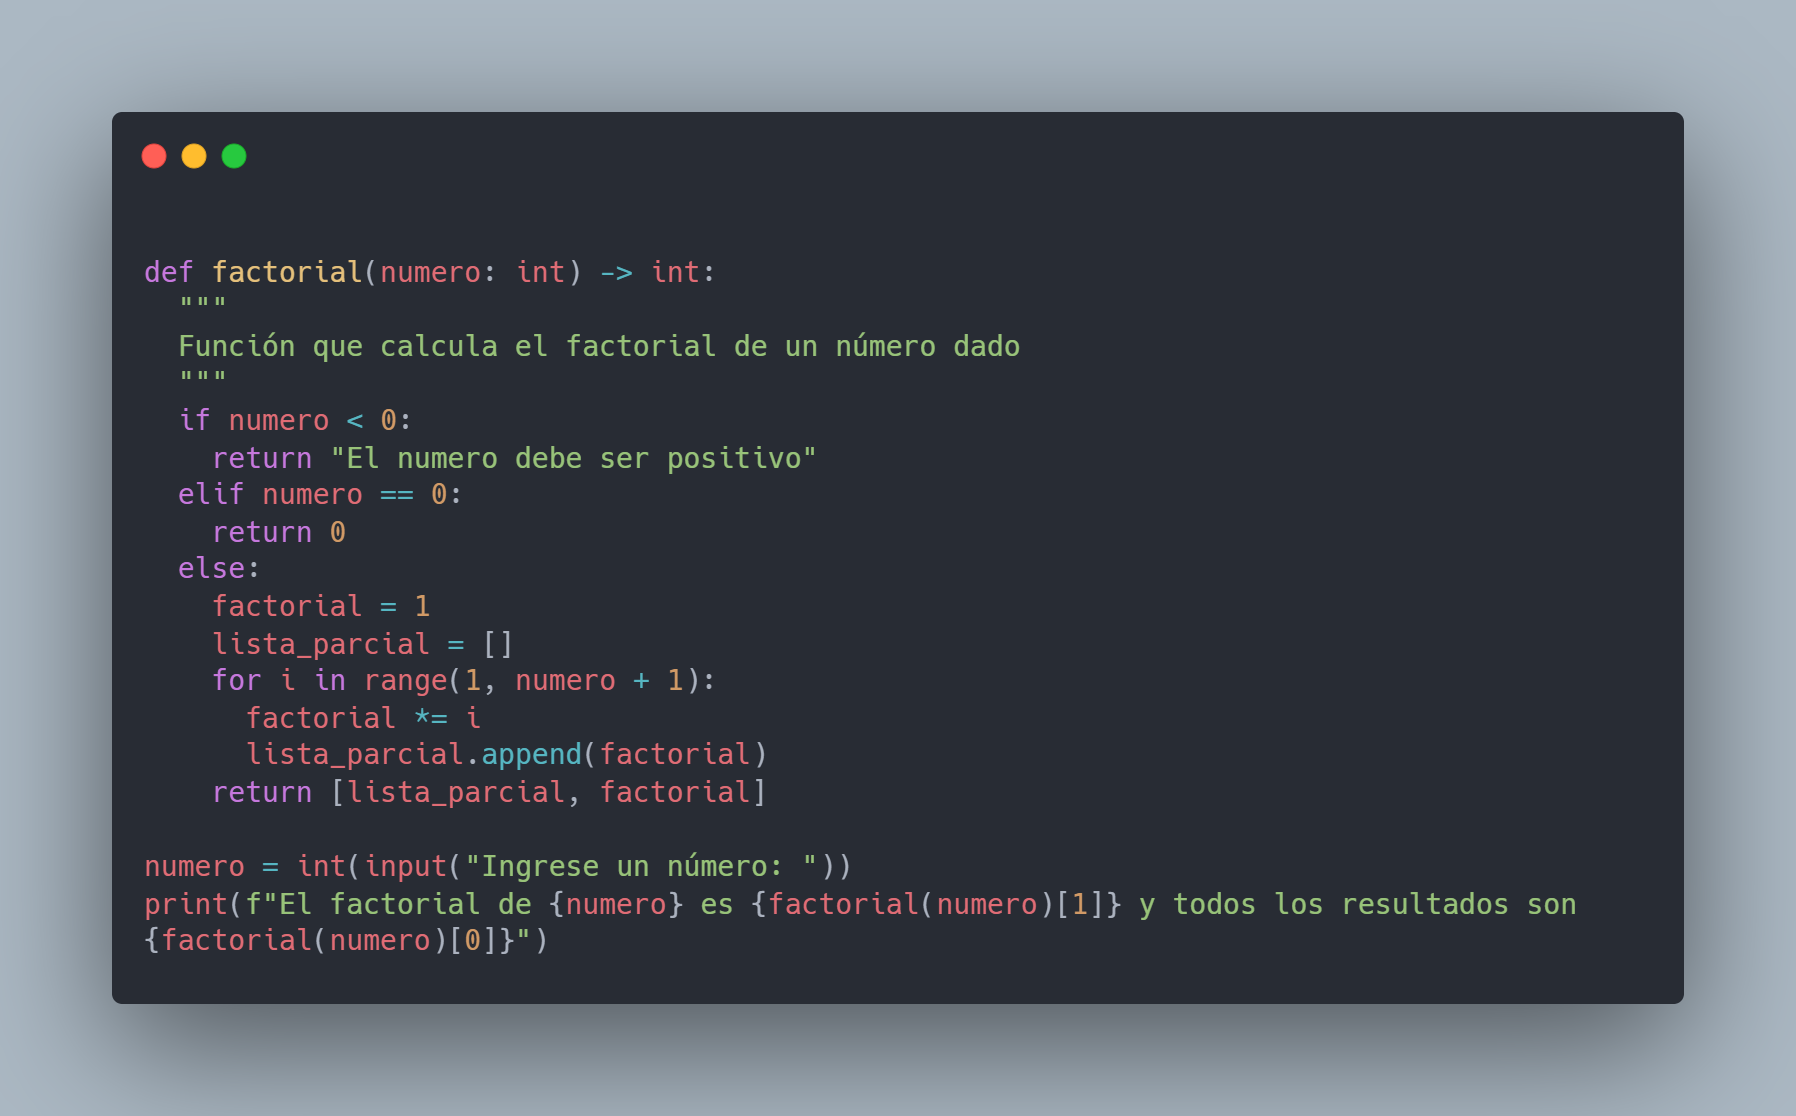 def factorial(numero: int) -> int:
  """
  Función que calcula el factorial de un número dado
  """
  if numero < 0:
    return "El numero debe ser positivo"
  elif numero == 0:
    return 0
  else:
    factorial = 1
    lista_parcial = []
    for i in range(1, numero + 1):
      factorial *= i
      lista_parcial.append(factorial)
    return [lista_parcial, factorial]

numero = int(input("Ingrese un número: "))
print(f"El factorial de {numero} es {factorial(numero)[1]} y todos los resultados son
{factorial(numero)[0]}")